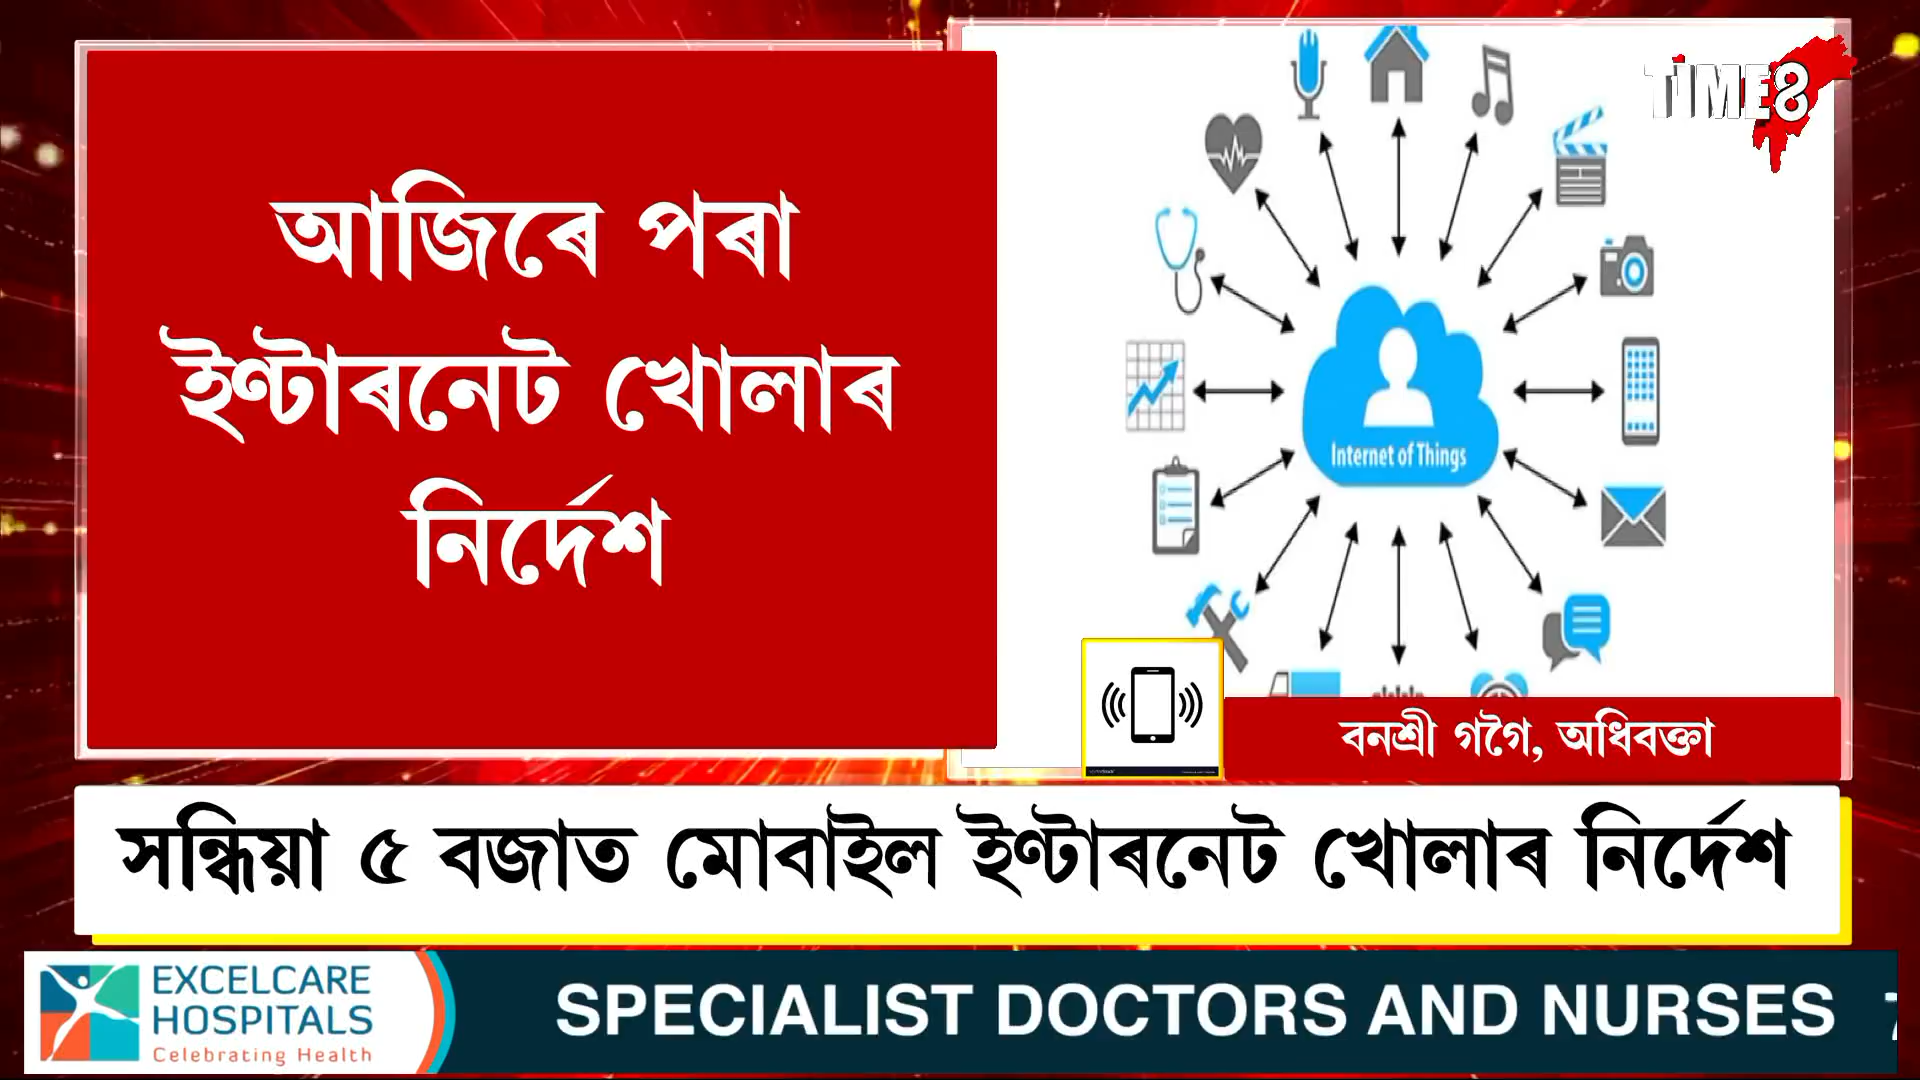 আজিৰে পৰা
ইণ্টাৰনেট খোলাৰ
নিৰ্দেশ
TIME8
Internet of Things
বনশ্ৰী গগৈ, অধিবক্তা
সন্ধিয়া ৫ বজাত মোবাইল ইণ্টাৰনেট খোলাৰ নিৰ্দেশ
EXCELCARE
HOSPITALS
Celebrating Health
SPECIALIST DOCTORS AND NURSES